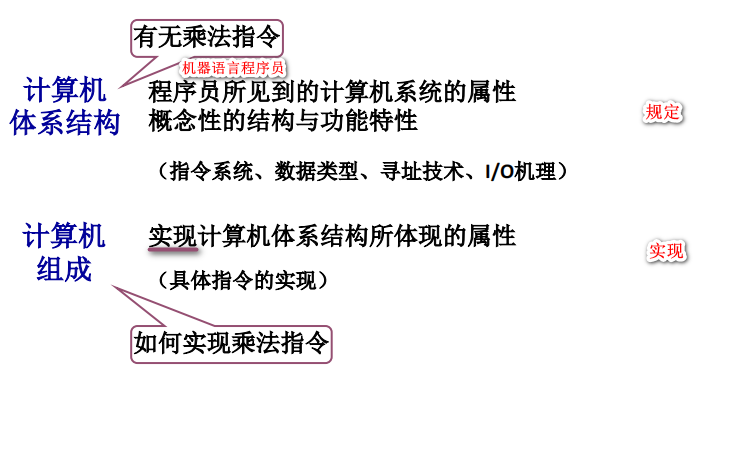 有无乘法指令
机器语言程序员
计算机
体系结构
程序员所见到的计算机系统的属性
概念性的结构与功能特性
规定
（指令系统、数据类型、寻址技术、I/O机理）
计算机
组成
实现计算机体系结构所体现的属性
实现
（具体指令的实现）
如何实现乘法指令